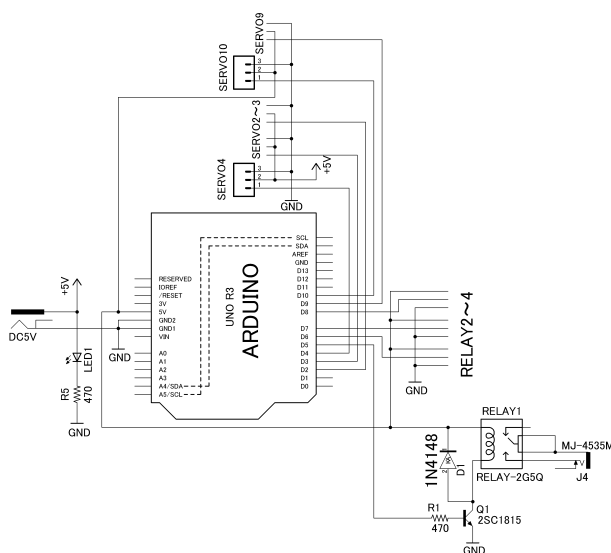 SERVO9
SERVO10
3
2
1
SERVO2～3
SERVO4
3
2
1
+5V
GND
+5V
DC5V
LED1
R5
470
GND
GND
RESERVED
IOREF
/RESET
3V
5V
GND2
GND1
VIN
A0
A1
A2
A3
A4/SDA
A5/SCL
UNO R3
ARDUINO
SCL
SDA
AREF
GND
D13
D12
D11
D10
D9
D8
D7
D6
D5
D4
D3
D2
D1
D0
RELAY2～4
GND
RELAY1
MJ-4535M
J4
RELAY-2G5Q
1N4148
D1
R1
470
Q1
2SC1815
GND